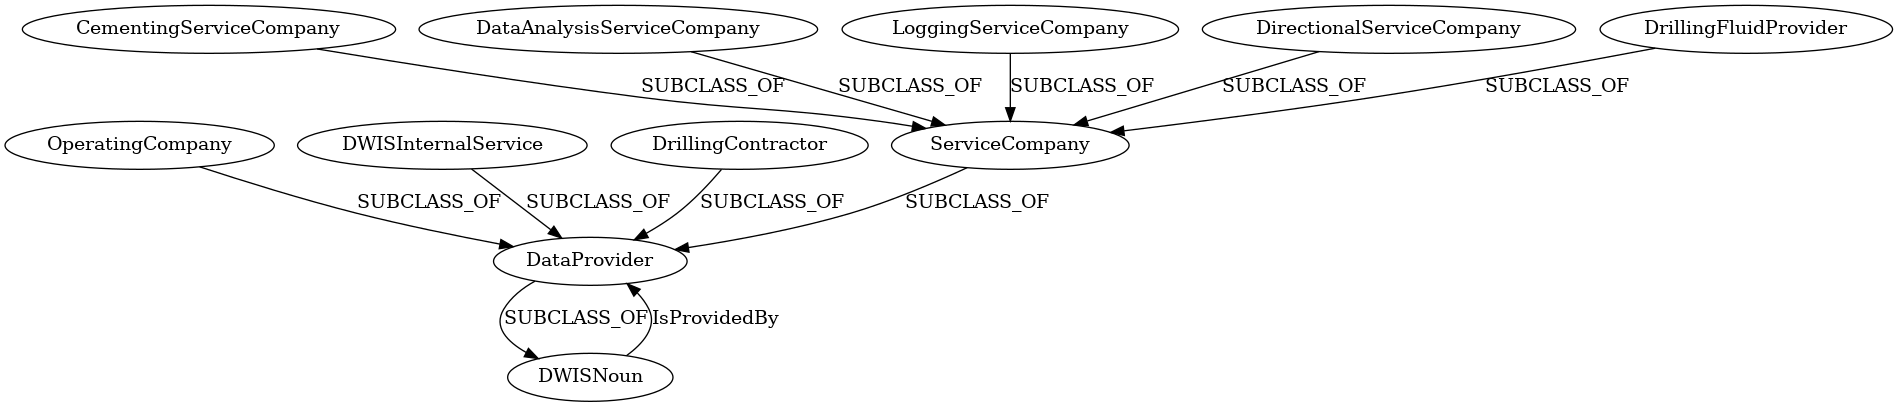 CementingServiceCompany
DataAnalysisServiceCompany
LoggingServiceCompany
DirectionalServiceCompany
DrillingFluidProvider
SUBCLASS_OF
SUBCLASS_OF
SUBCLASS_OF
SUBCLASS_OF
SUBCLASS_OF
OperatingCompany
DWISInternalService
DrillingContractor
ServiceCompany
SUBCLASS_OF
SUBCLASS_OF
SUBCLASS_OF
SUBCLASS_OF
DataProvider
SUBCLASS_OF
IsProvidedBy
DWISNoun